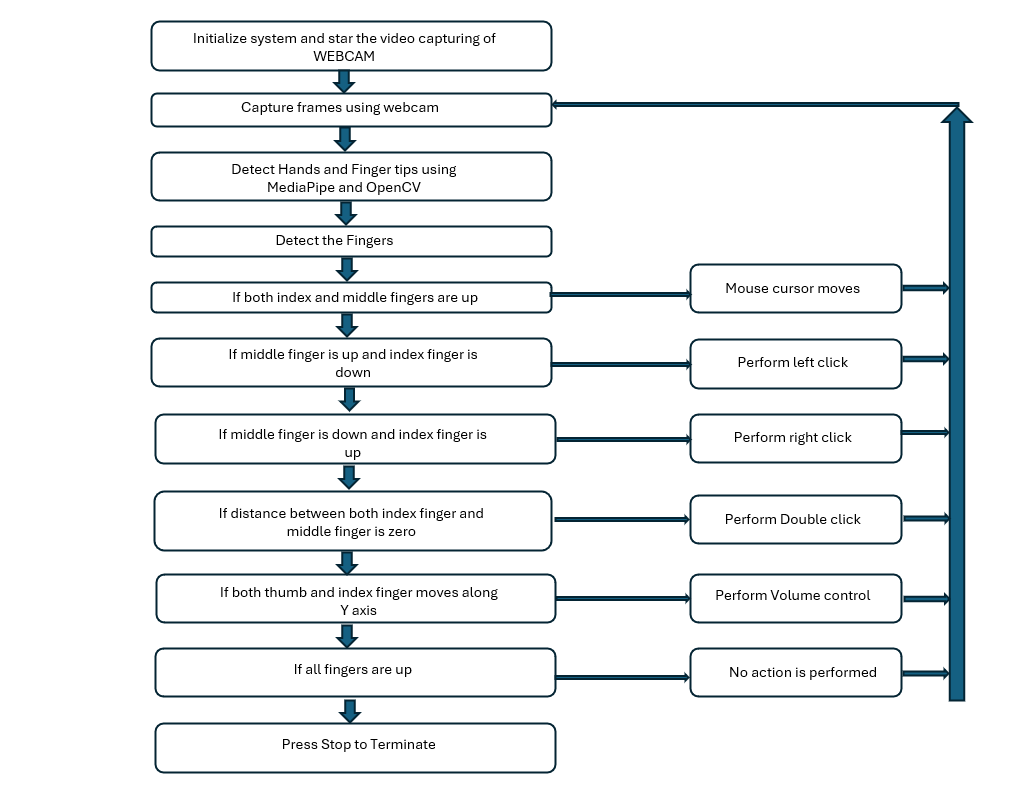 Initialize system and star the video capturing of
WEBCAM
Capture frames using webcam
Detect Hands and Finger tips using
MediaPipe and OpenCV
Detect the Fingers
If both index and middle fingers are up
Mouse cursor moves
If middle finger is up and index finger is
down
Perform left click
If middle finger is down and index finger is
up
Perform right click
If distance between both index finger and
middle finger is zero
Perform Double click
If both thumb and index finger moves along
Y axis
Perform Volume control
If all fingers are up
No action is performed
Press Stop to Terminate